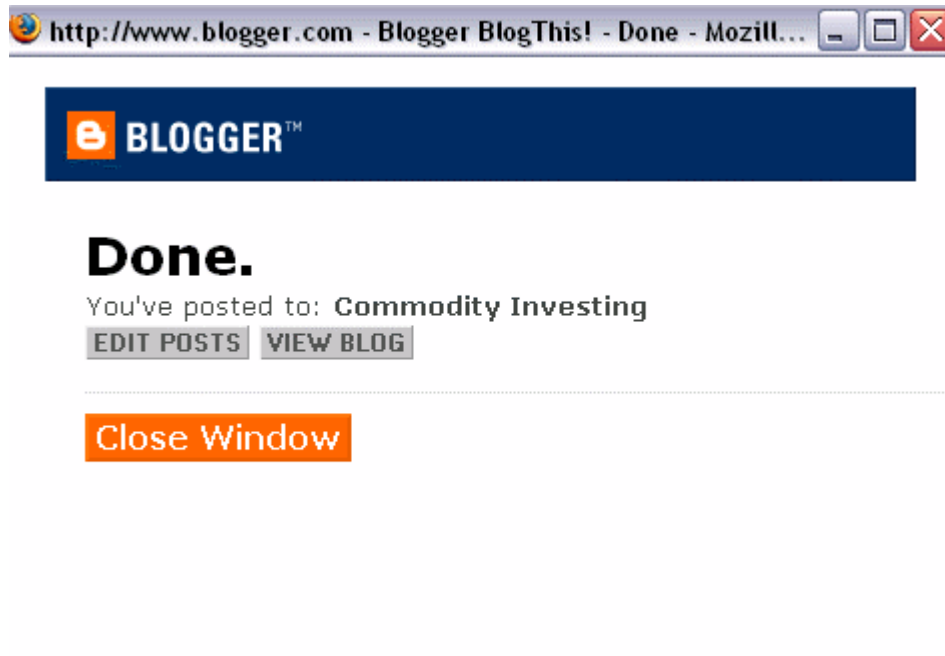 http://www.blogger.com - Blogger BlogThis! - Done - Mozill...
BLOGGER™
Done.
You've posted to: Commodity Investing
EDIT POSTS VIEW BLOG
Close Window